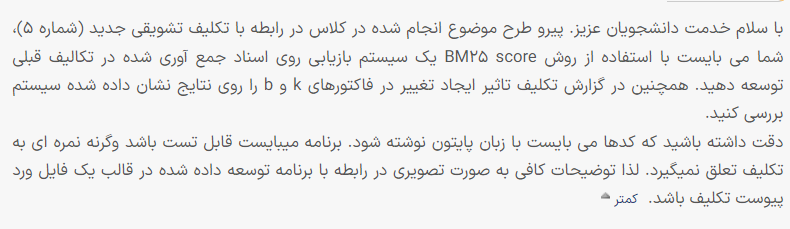 با سلام خدمت دانشجویان عزیز. پیرو طرح موضوع انجام شده در کلاس در رابطه با تکلیف تشویقی جدید (شماره ۵)،
شما می بایست با استفاده از روش BM۲۵ score یک سیستم بازیابی روی اسناد جمع آوری شده در تکالیف قبلی
توسعه دهید. همچنین در گزارش تکلیف تاثیر ایجاد تغییر در فاکتورهای k و b را روی نتایج نشان داده شده سیستم
بررسی کنید.
دقت داشته باشید که کدها می بایست با زبان پایتون نوشته شود. برنامه میبایست قابل تست باشد وگرنه نمره ای به
تکلیف تعلق نمیگیرد. لذا توضیحات کافی به صورت تصویری در رابطه با برنامه توسعه داده شده در قالب یک فایل ورد
پیوست تکلیف باشد. کمتر